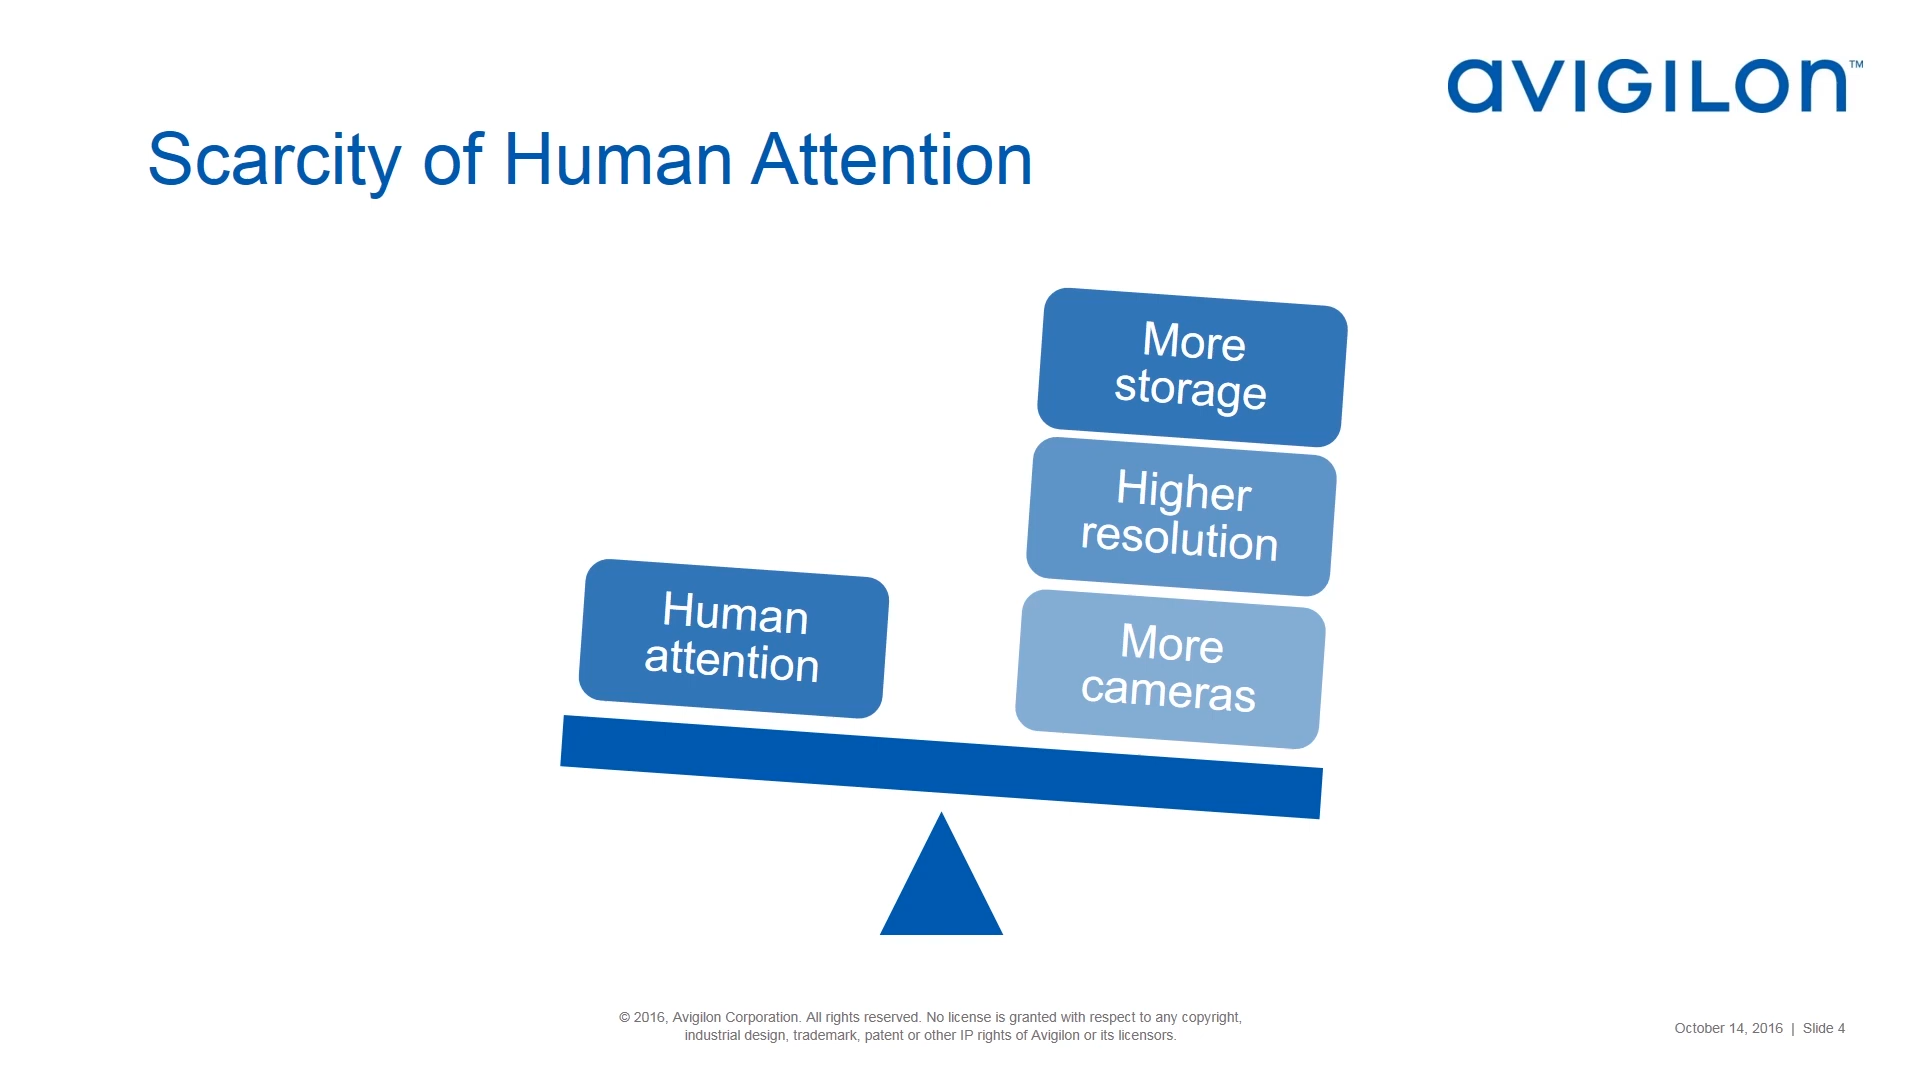 avigilon™
Scarcity of Human Attention
More
storage
Higher
resolution
Human
attention
More
cameras
© 2016, Avigilon Corporation. All rights reserved. No license is granted with respect to any copyright,
industrial design, trademark, patent or other IP rights of Avigilon or its licensors.
October 14, 2016 | Slide 4